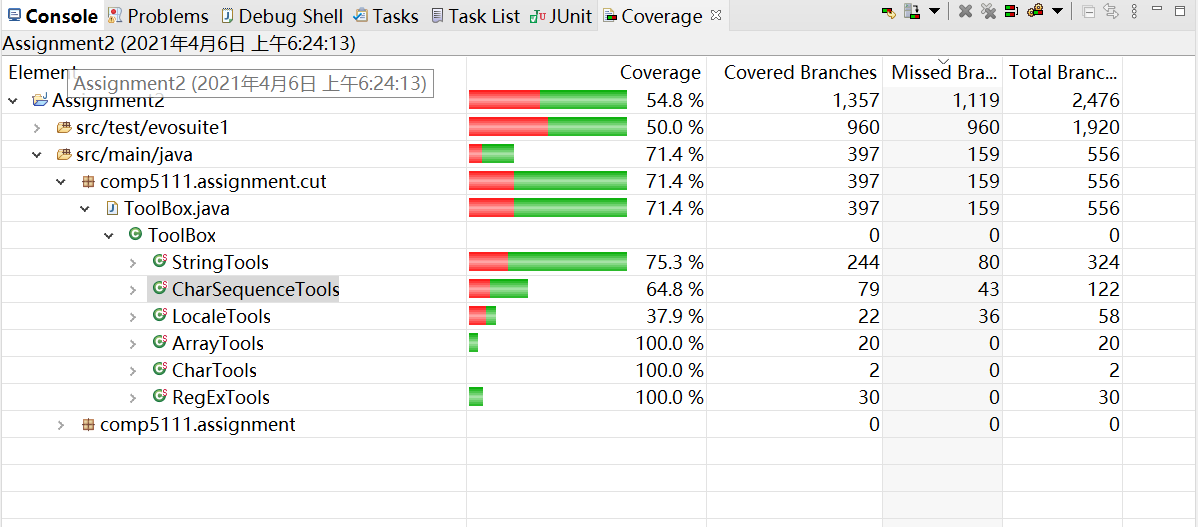 Console Problems Debug Shell Tasks Task List JUnit Coverage
Assignment2 (2021年4月6日 上午6:24:13)
Element Coverage Covered Branches Missed Bra... Total Branc...
Assignment2 (2021年4月6日 上午6:24:13)
Assignment2 54.8 % 1,357 1,119 2,476
src/test/evosuite1 50.0 % 960 960 1,920
src/main/java 71.4 % 397 159 556
comp5111.assignment.cut 71.4 % 397 159 556
ToolBox.java 71.4 % 397 159 556
ToolBox 0 0 0
StringTools 75.3 % 244 80 324
CharSequenceTools 64.8 % 79 43 122
LocaleTools 37.9 % 22 36 58
ArrayTools 100.0 % 20 0 20
CharTools 100.0 % 2 0 2
RegExTools 100.0 % 30 0 30
comp5111.assignment 0 0 0